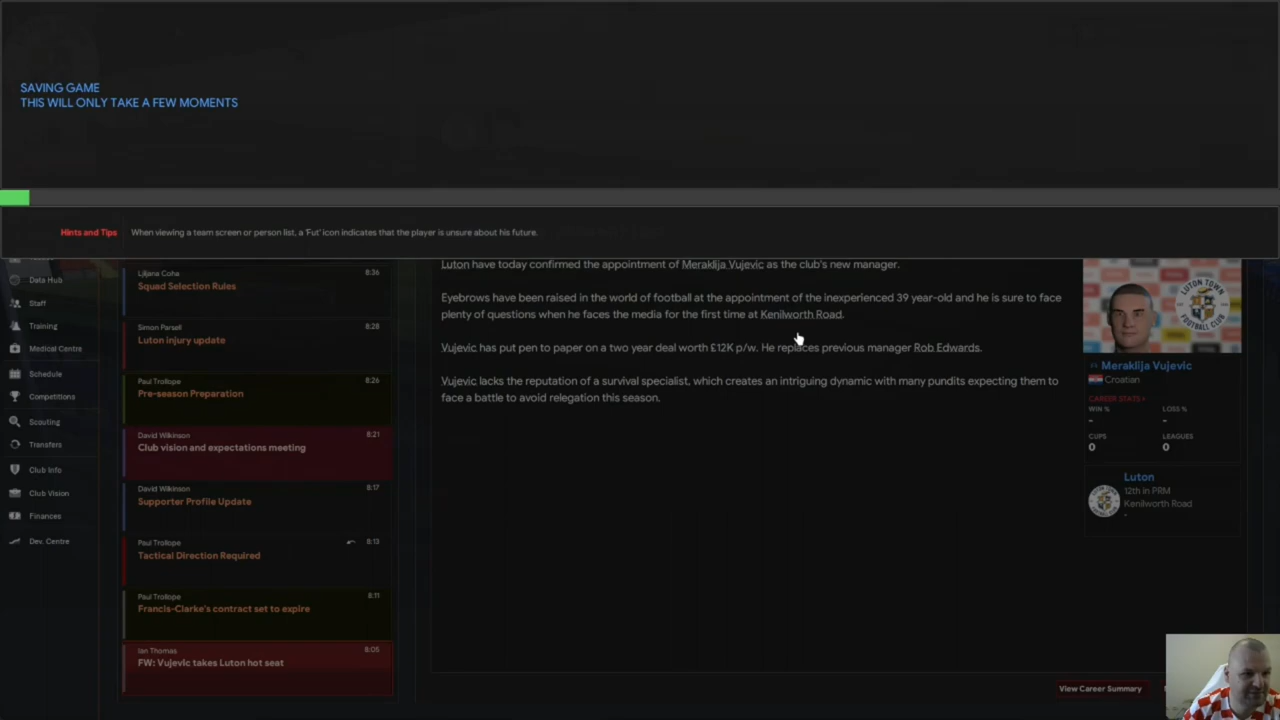 SAVING GAME
THIS WILL ONLY TAKE A FEW MOMENTS
Hints and Tips
When viewing a team screen or person list, a 'Fut' icon indicates that the player is unsure about his future.
Data Hub
Staff
Training
Medical Centre
Schedule
Competitions
Scouting
Transfers
Club Info
Club Vision
Finances
Dev. Centre
Ljiljana Coha
8:36
Squad Selection Rules
Simon Parsell
8:28
Luton injury update
Paul Trollope
8:26
Pre-season Preparation
David Wilkinson
8:21
Club vision and expectations meeting
David Wilkinson
8:17
Supporter Profile Update
Paul Trollope
8:13
Tactical Direction Required
Paul Trollope
8:11
Francis-Clarke's contract set to expire
Ian Thomas
8:05
FW: Vujevic takes Luton hot seat
Luton have today confirmed the appointment of Meraklija Vujevic as the club's new manager.
Eyebrows have been raised in the world of football at the appointment of the inexperienced 39 year-old and he is sure to face
plenty of questions when he faces the media for the first time at Kenilworth Road.
Vujevic has put pen to paper on a two year deal worth £12K p/w. He replaces previous manager Rob Edwards.
Vujevic lacks the reputation of a survival specialist, which creates an intriguing dynamic with many pundits expecting them to
face a battle to avoid relegation this season.
LUTON TOWN
FOOTBALL CLUB
Meraklija Vujevic
Croatian
CAREER STATS
WIN %
LOSS %
-
-
CUPS
LEAGUES
0
0
Luton
12th in PRM
Kenilworth Road
-
View Career Summary